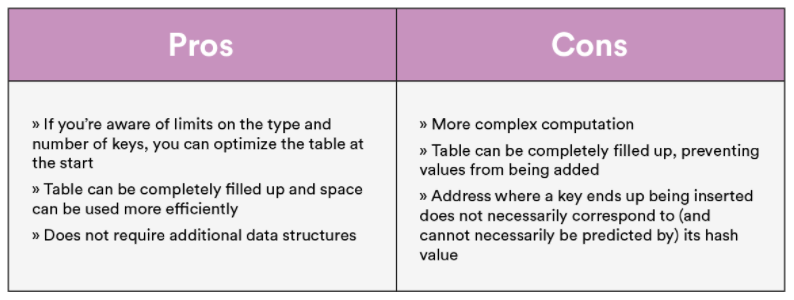 Pros
» If you’re aware of limits on the type and
number of keys, you can optimize the table at
the start
» Table can be completely filled up and space
can be used more efficiently
» Does not require additional data structures
Cons
» More complex computation
» Table can be completely filled up, preventing
values from being added
» Address where a key ends up being inserted
does not necessarily correspond to (and
cannot necessarily be predicted by) its hash
value